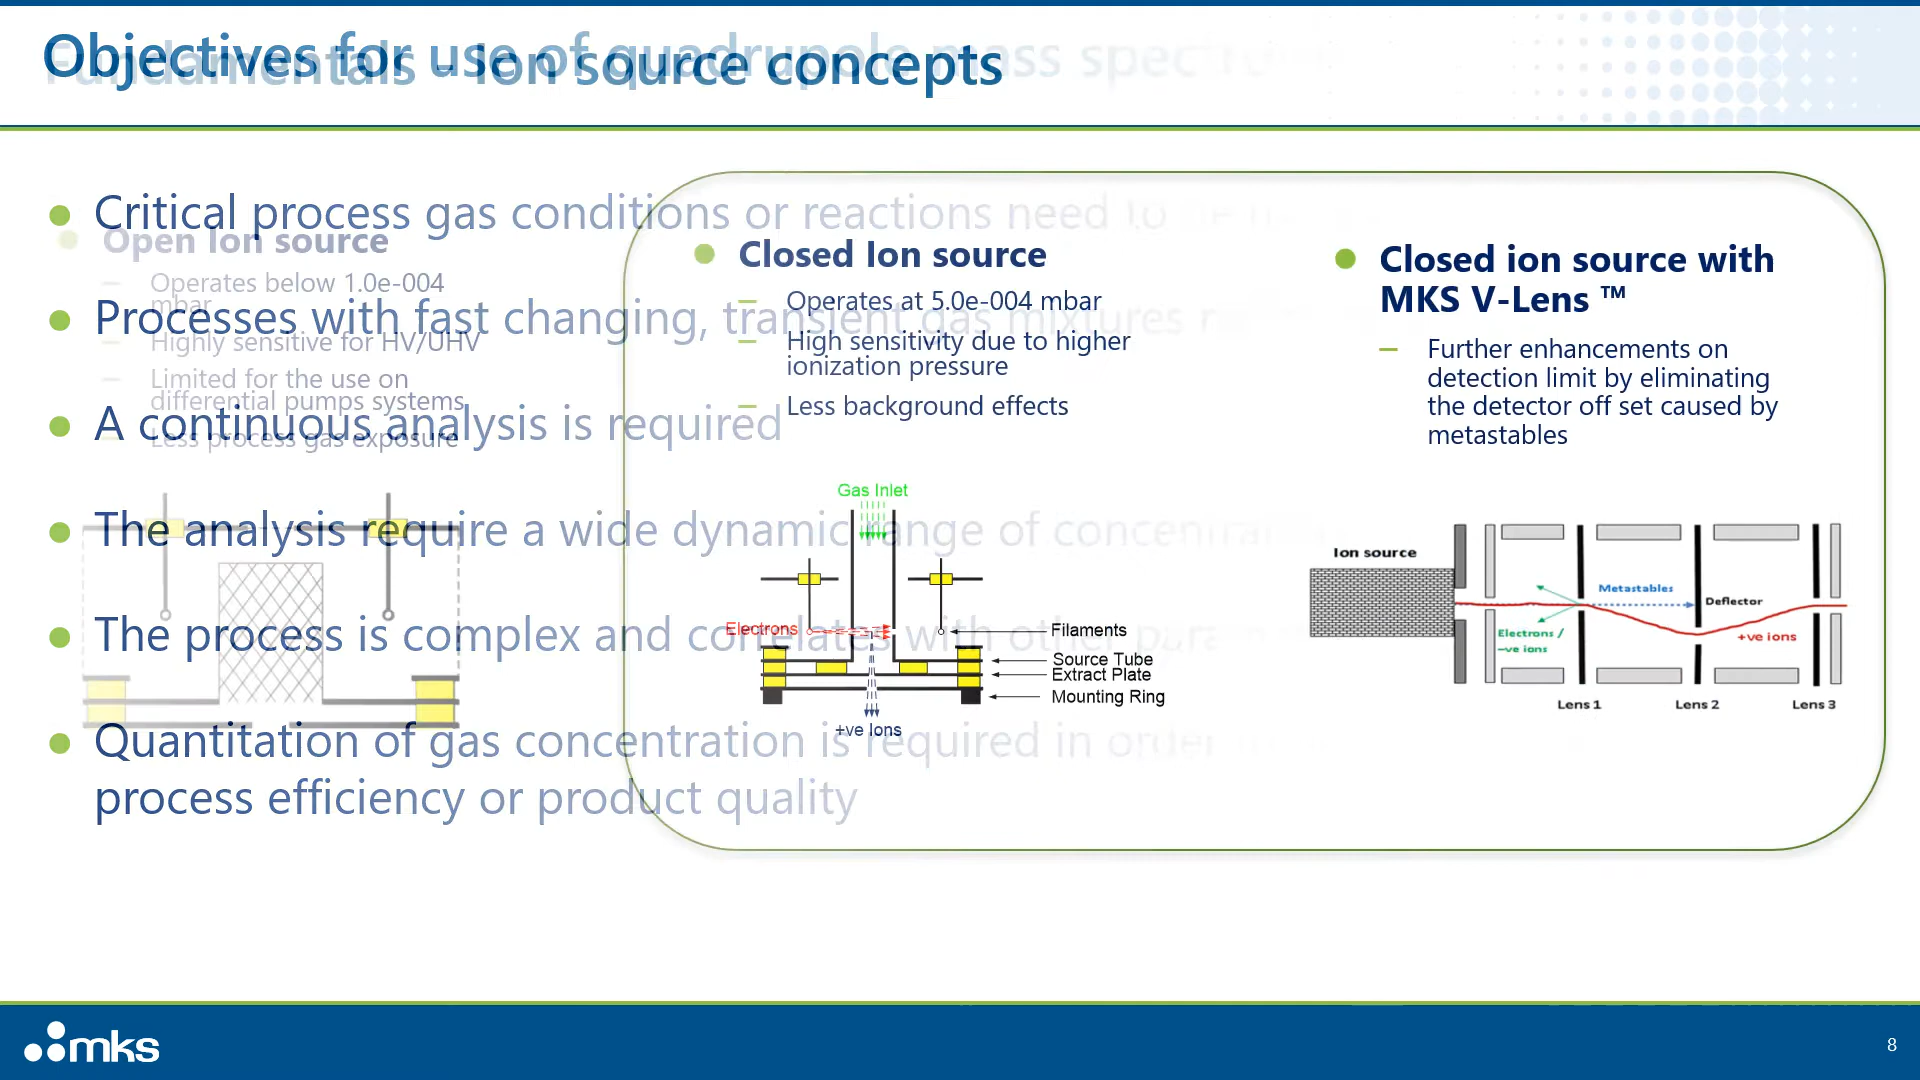 Objectives for use of quadrupole mass
Fundamentals - Ion source concepts
Critical process gas conditions or reactions need to be
Processes with fast changing, transient gas mixtures
A continuous analysis is required
The analysis require a wide dynamic range of
The process is complex and correlates with other
Quantitation of gas concentration is required in order
process efficiency or product quality
Open Ion source
Operates below 1.0e-004
mbar
Highly sensitive for HV/UHV
Limited for the use on
differential pumps systems
Less process gas exposure
Closed Ion source
Operates at 5.0e-004 mbar
High sensitivity due to higher
ionization pressure
Less background effects
Gas Inlet
Electrons
Filaments
Source Tube
Extract Plate
Mounting Ring
+ve Ions
Closed ion source with
MKS V-Lens ™
Further enhancements on
detection limit by eliminating
the detector off set caused by
metastables
Ion source
Metastables
Deflector
Electrons /
-ve ions
+ve ions
Lens 1
Lens 2
Lens 3
mks
8